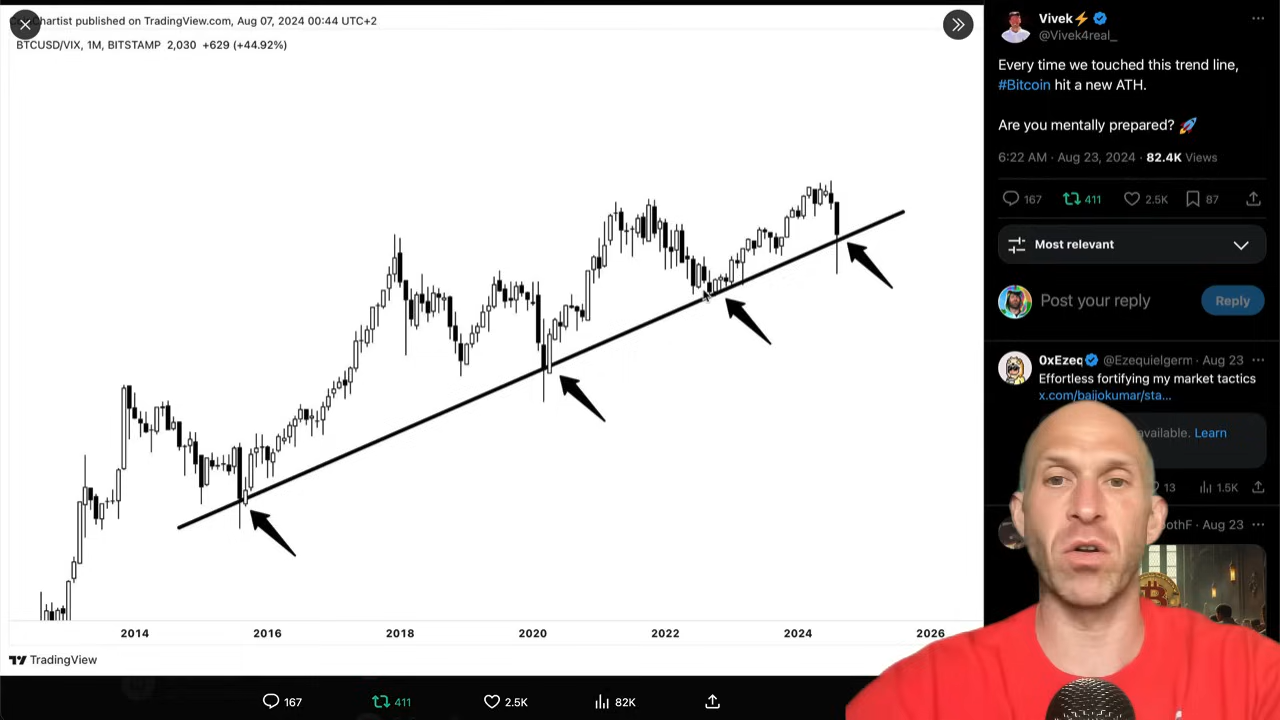 Chartist published on TradingView.com, Aug 07, 2024 00:44 UTC+2
BTCUSD/VIX, 1M, BITSTAMP 2,030 +629 (+44.92%)
2014 2016 2018 2020 2022 2024 2026
TradingView
167 411 2.5K 82K
Vivek⚡
@Vivek4real_
Every time we touched this trend line,
#Bitcoin hit a new ATH.
Are you mentally prepared? 🚀
6:22 AM · Aug 23, 2024 · 82.4K Views
167 411 2.5K 87
Most relevant
Post your reply Reply
0xEzeq @Ezequielgerm · Aug 23
Effortless fortifying my market tactics
x.com/baijokumar/sta...
available. Learn
13 1.5K
othF · Aug 23